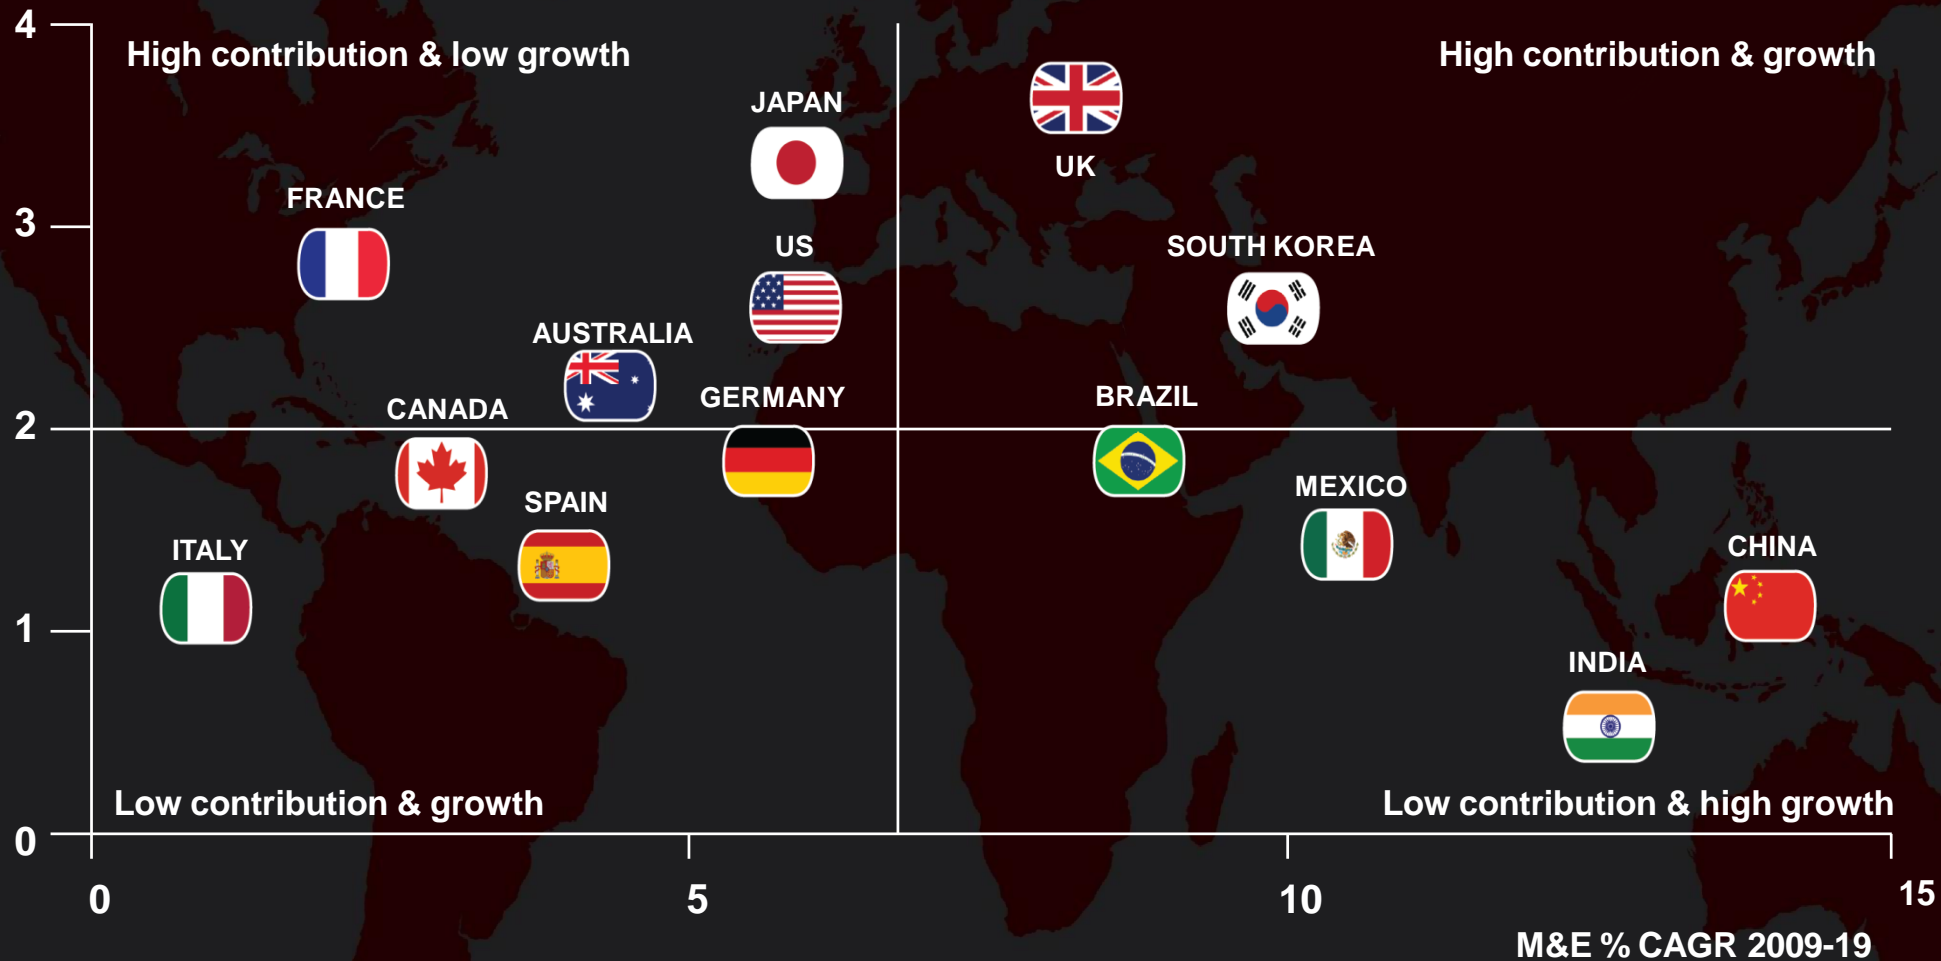 4
High contribution & low growth
High contribution & growth
JAPAN
UK
FRANCE
3
US
SOUTH KOREA
AUSTRALIA
GERMANY
BRAZIL
CANADA
2
MEXICO
SPAIN
ITALY
CHINA
1
INDIA
Low contribution & growth
Low contribution & high growth
0
0
5
10
15
M&E % CAGR 2009-19